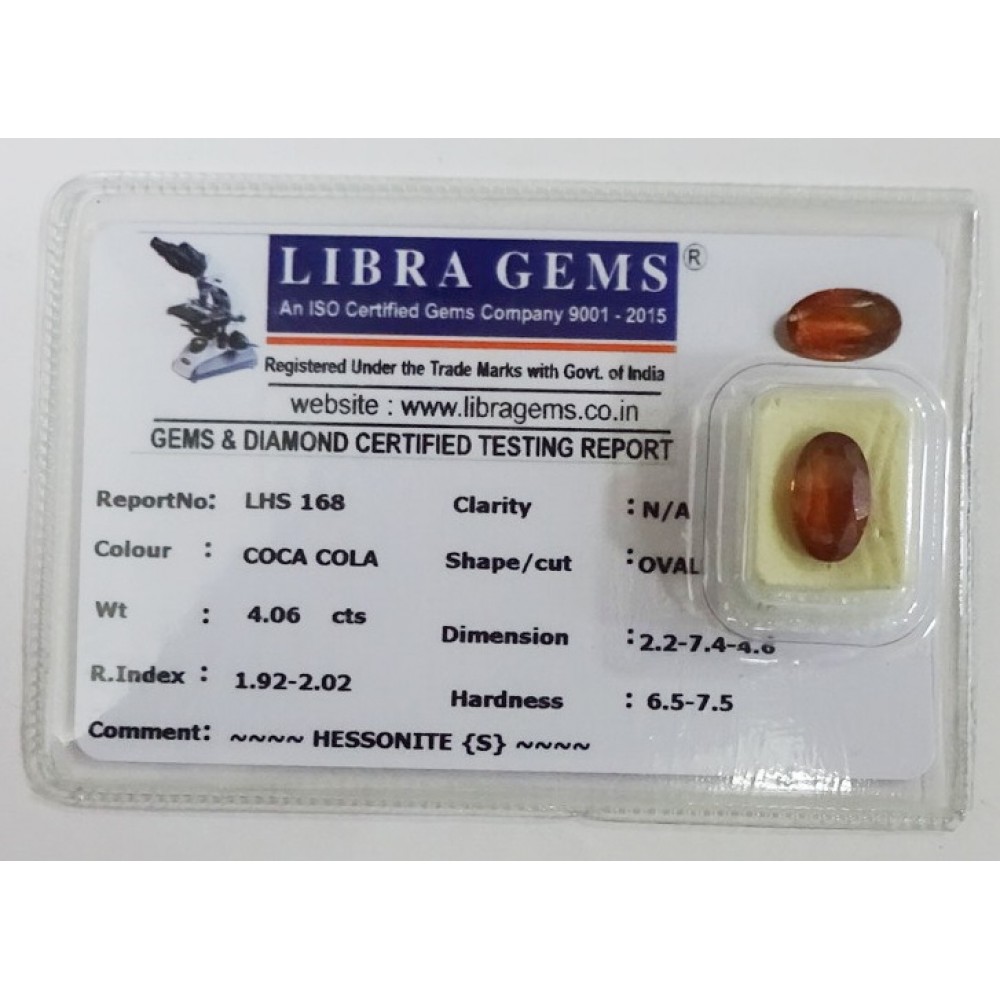 LIBRA GEMS ®
An ISO Certified Gems Company 9001 - 2015
Registered Under the Trade Marks with Govt. of India
website : www.libragems.co.in
GEMS & DIAMOND CERTIFIED TESTING REPORT
ReportNo: LHS 168
Clarity : N/A
Colour : COCA COLA
Shape/cut : OVAL
Wt : 4.06 cts
Dimension : 2.2-7.4-4.6
R.Index : 1.92-2.02
Hardness : 6.5-7.5
Comment: ~~~~ HESSONITE {S} ~~~~